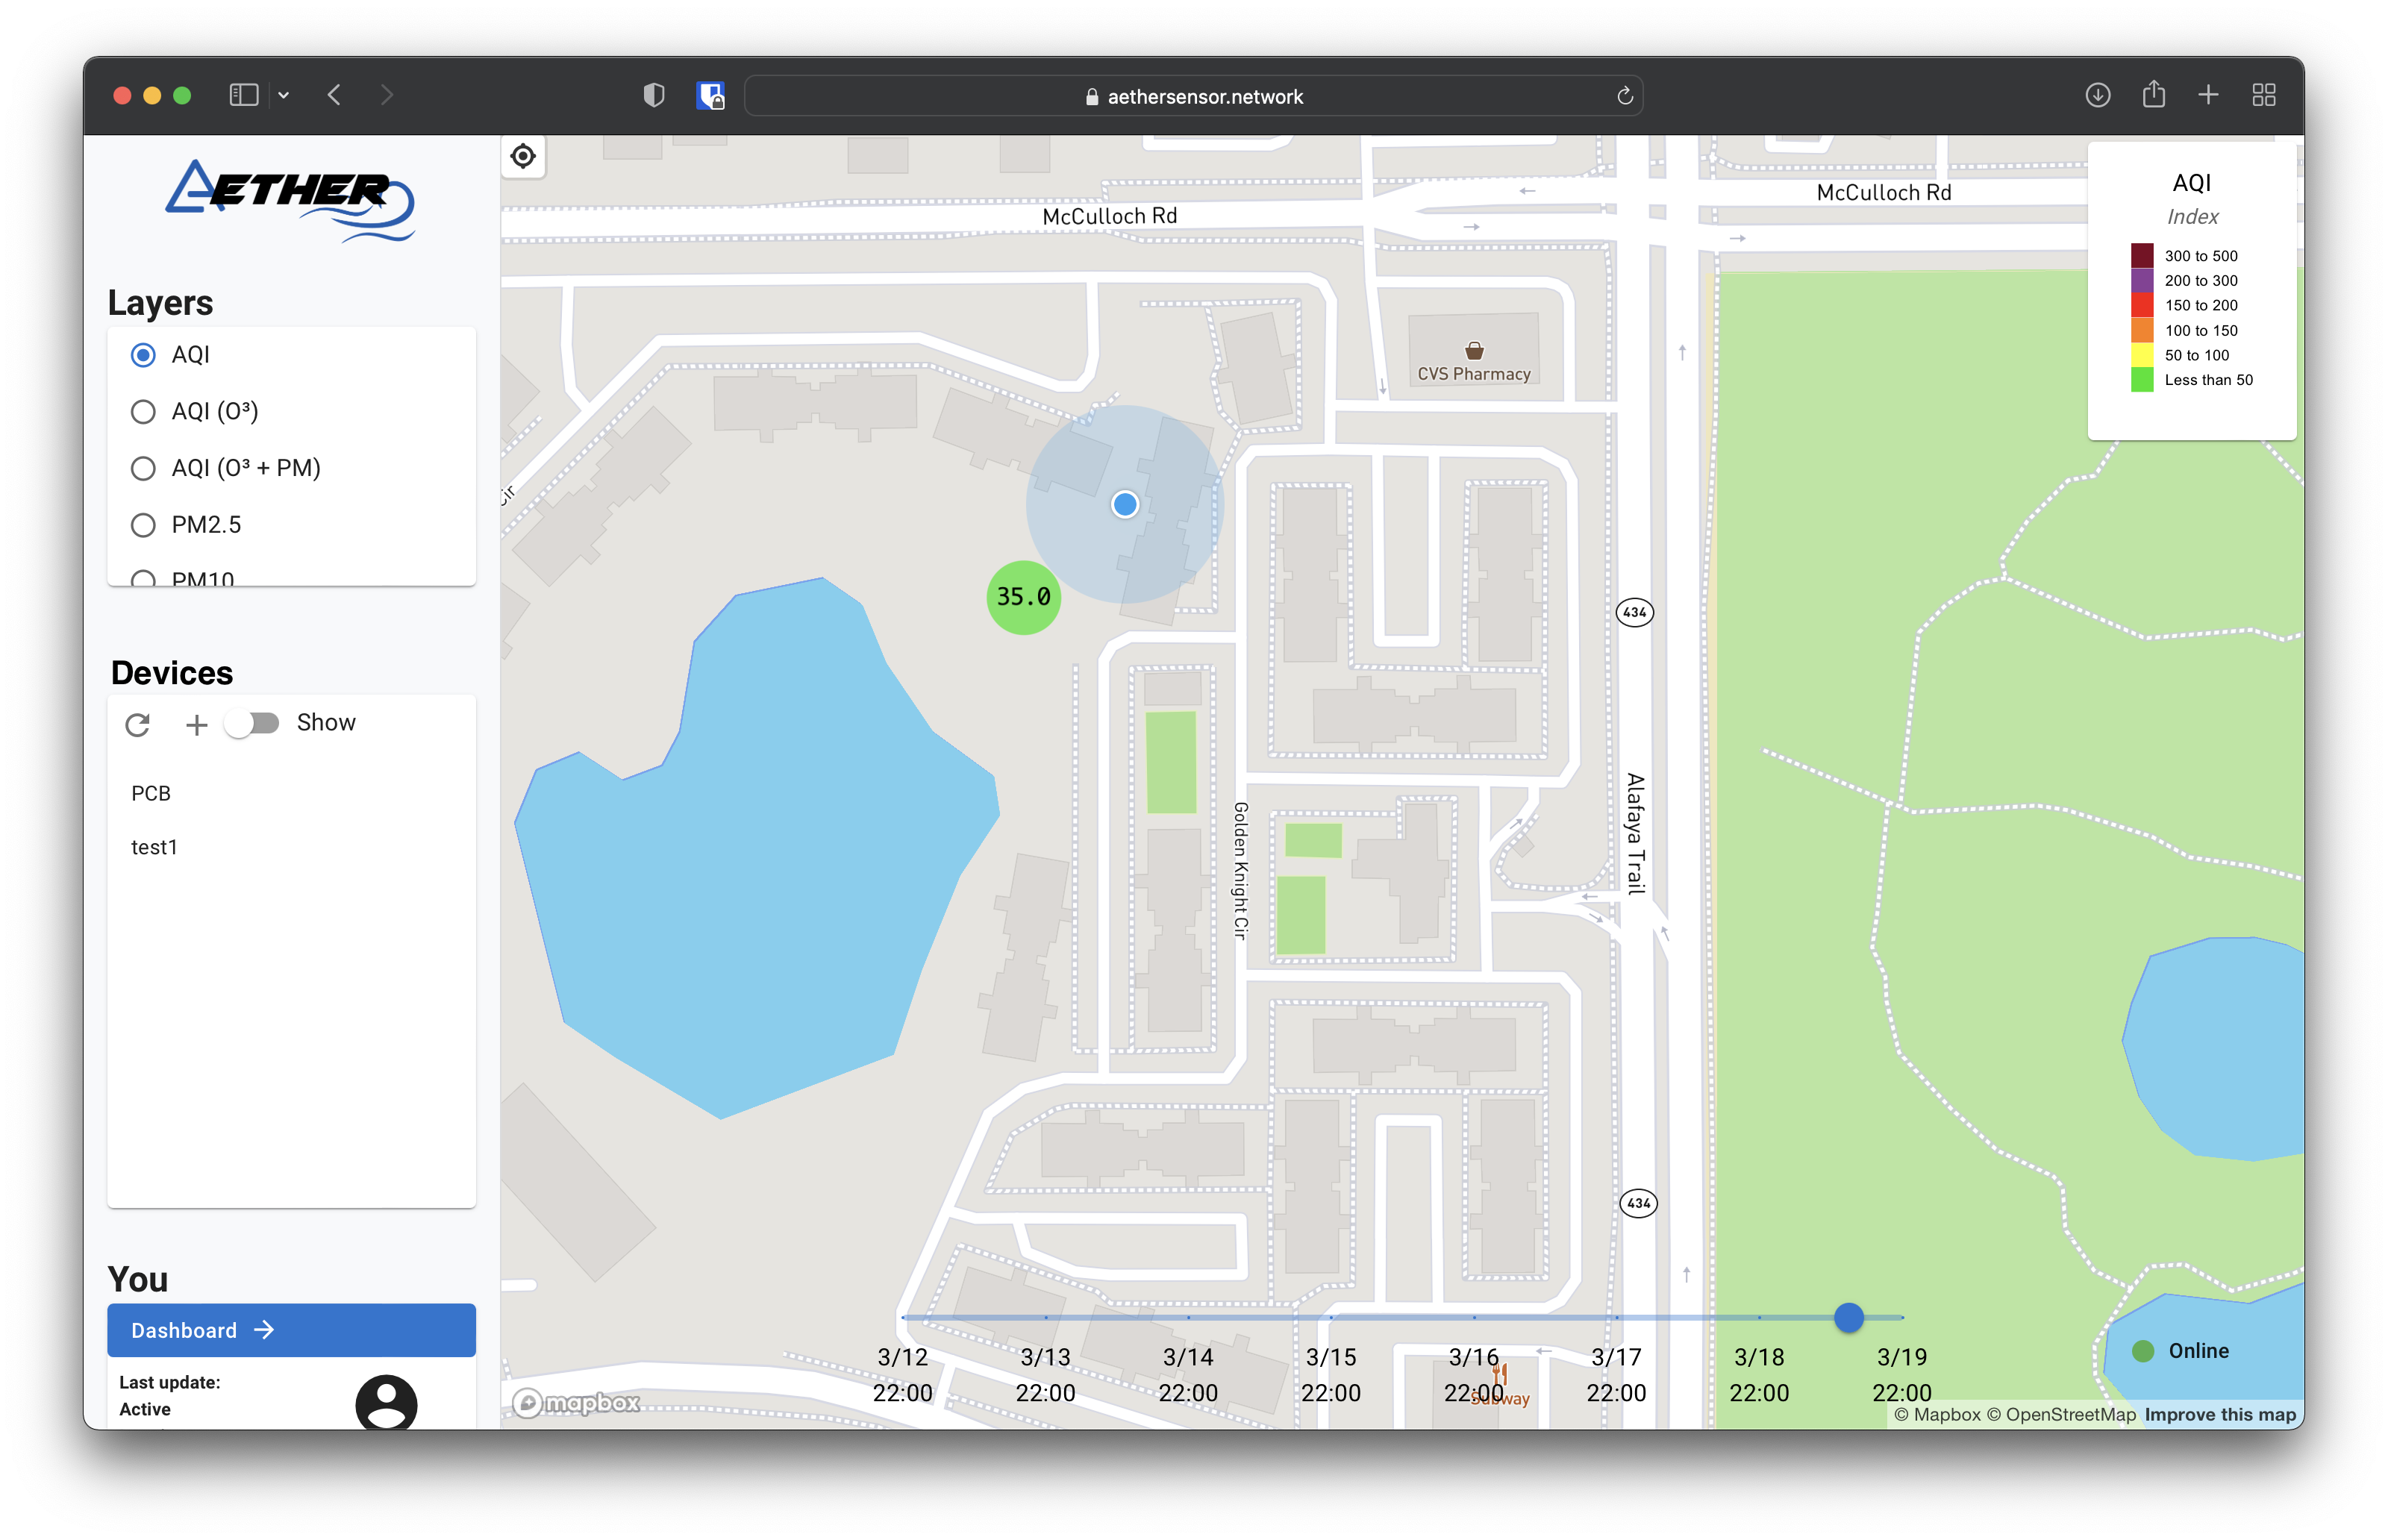 aethersensor.network
AETHER
Layers
AQI
AQI (O³)
AQI (O³ + PM)
PM2.5
PM10
Devices
Show
PCB
test1
You
Dashboard
Last update:
Active
McCulloch Rd
McCulloch Rd
CVS Pharmacy
35.0
434
Alafaya Trail
Golden Knight Cir
434
Subway
AQI
Index
300 to 500
200 to 300
150 to 200
100 to 150
50 to 100
Less than 50
3/12 3/13 3/14 3/15 3/16 3/17 3/18 3/19
22:00 22:00 22:00 22:00 22:00 22:00 22:00 22:00
Online
mapbox
© Mapbox © OpenStreetMap Improve this map